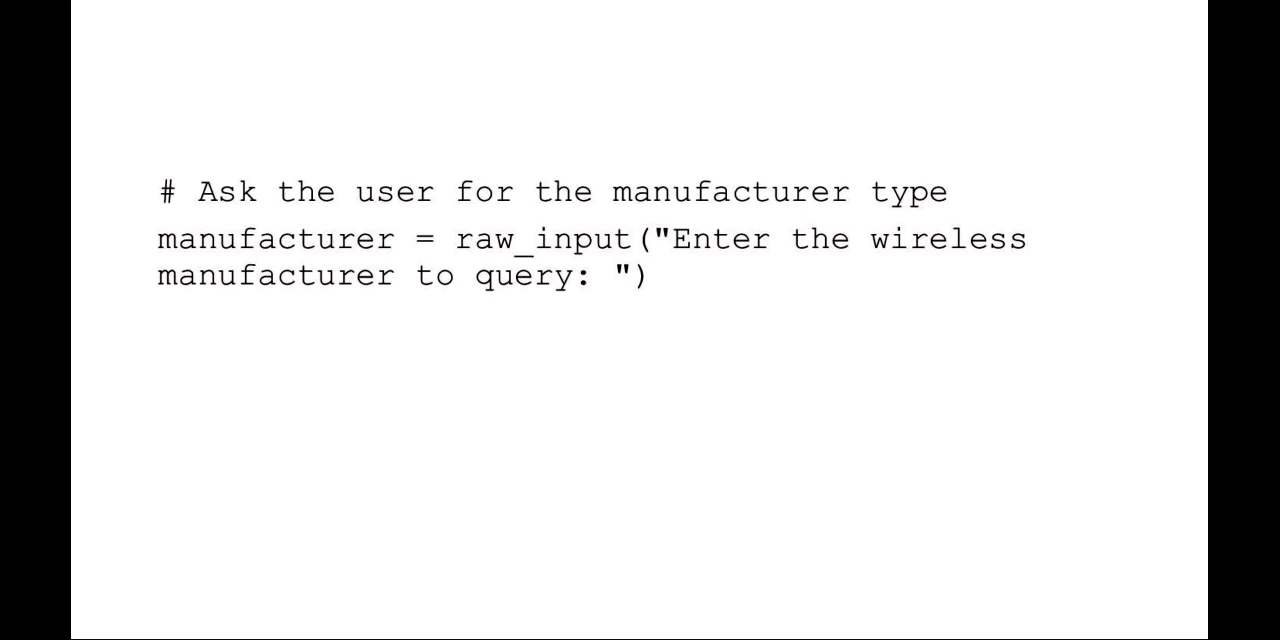 # Ask the user for the manufacturer type
manufacturer = raw_input("Enter the wireless
manufacturer to query: ")